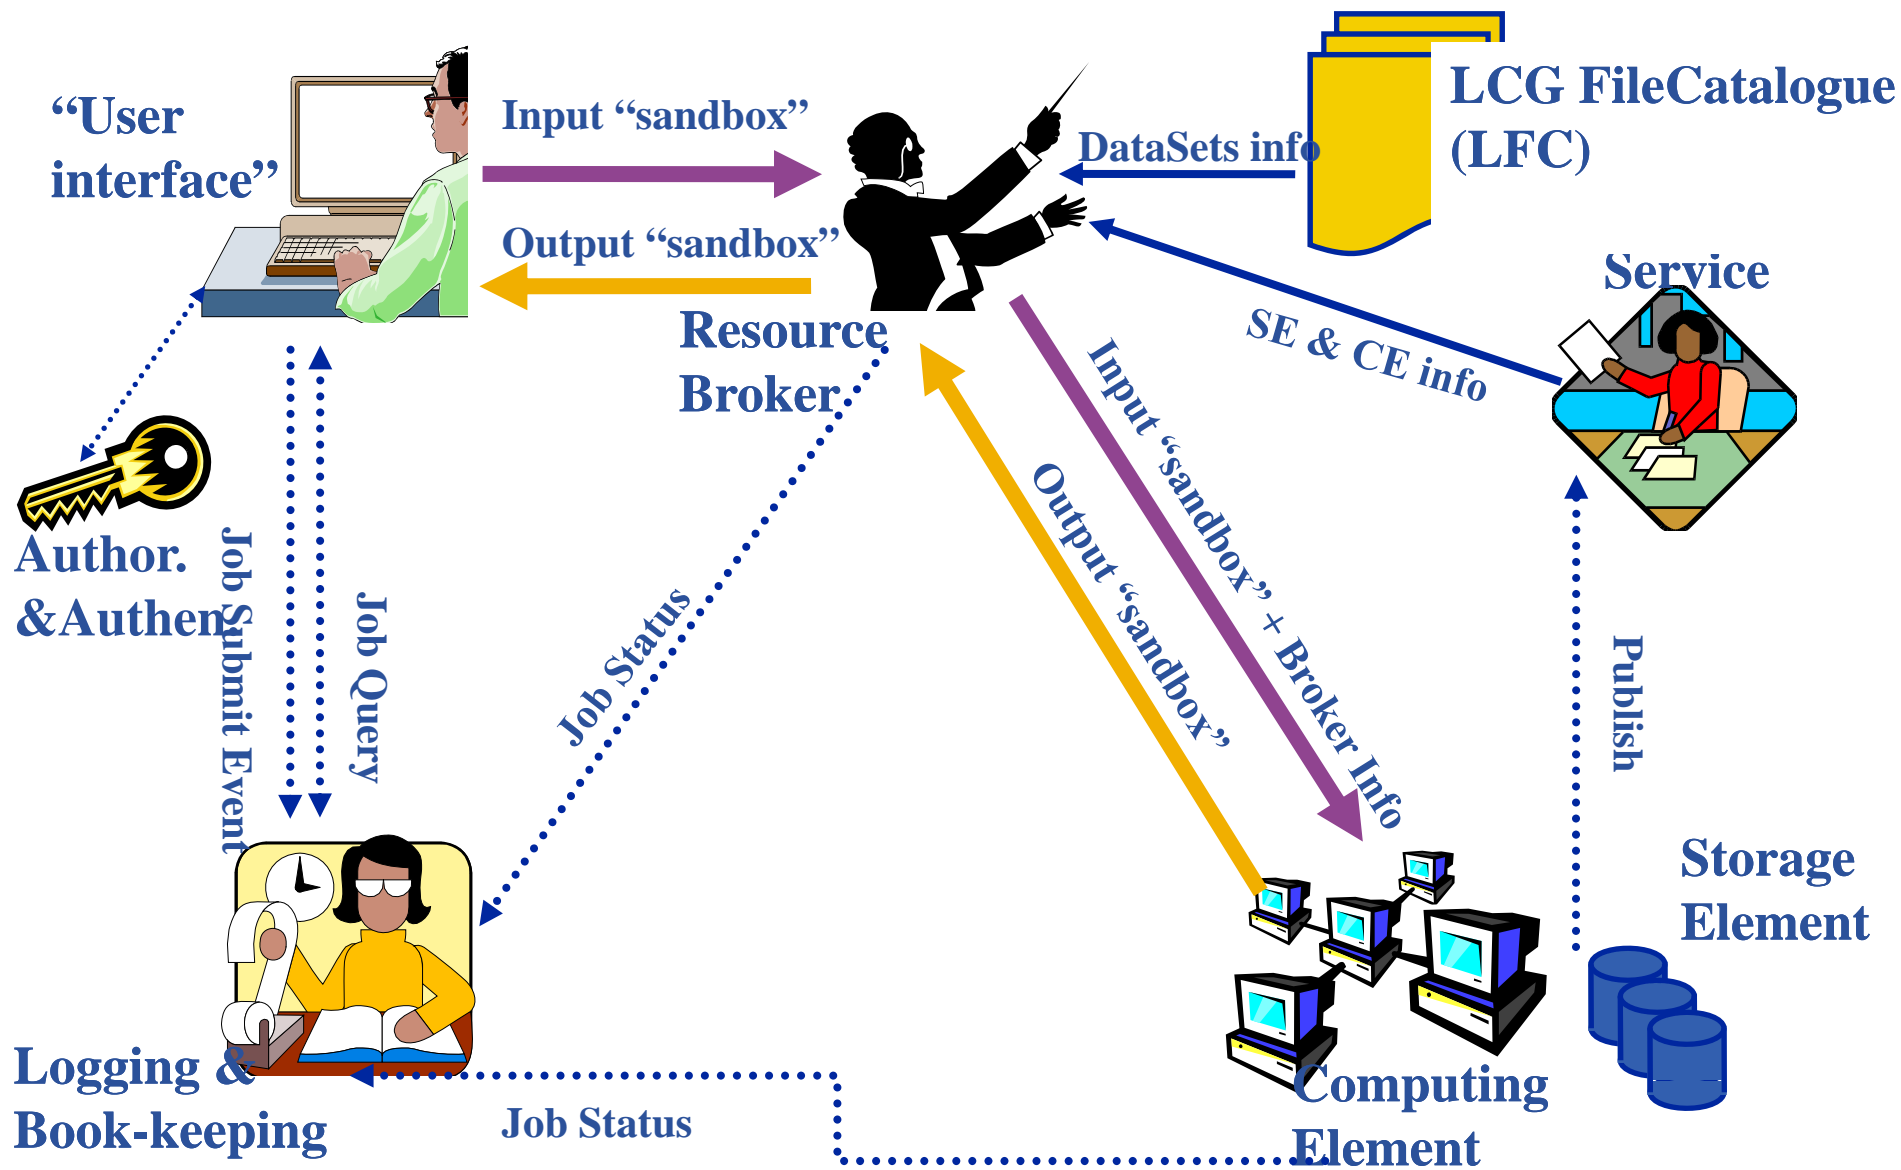 “User
interface”
Input “sandbox”
Output “sandbox”
DataSets info
LCG FileCatalogue
(LFC)
Service
SE & CE info
Resource
Broker
Author.
&Authen.
Job Submit Event
Job Query
Job Status
Input “sandbox” + Broker Info
Output “sandbox”
Publish
Storage
Element
Logging &
Book-keeping
Job Status
Computing
Element